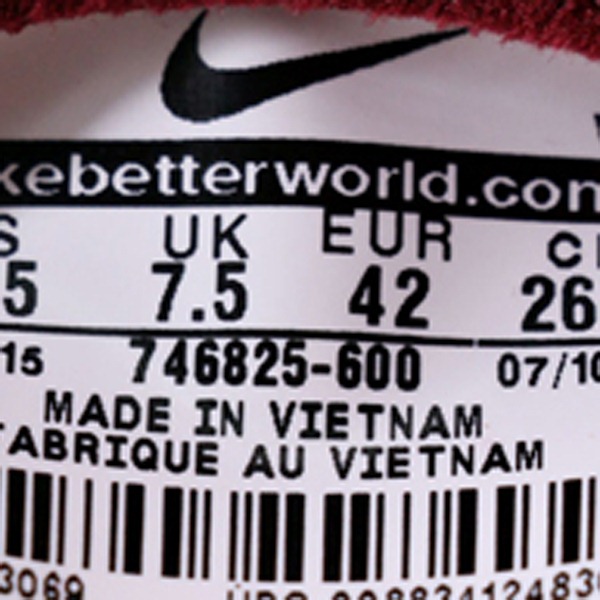 kebetterworld.com
S UK EUR C
5 7.5 42 26
15 746825-600 07/10
MADE IN VIETNAM
FABRIQUE AU VIETNAM
3069